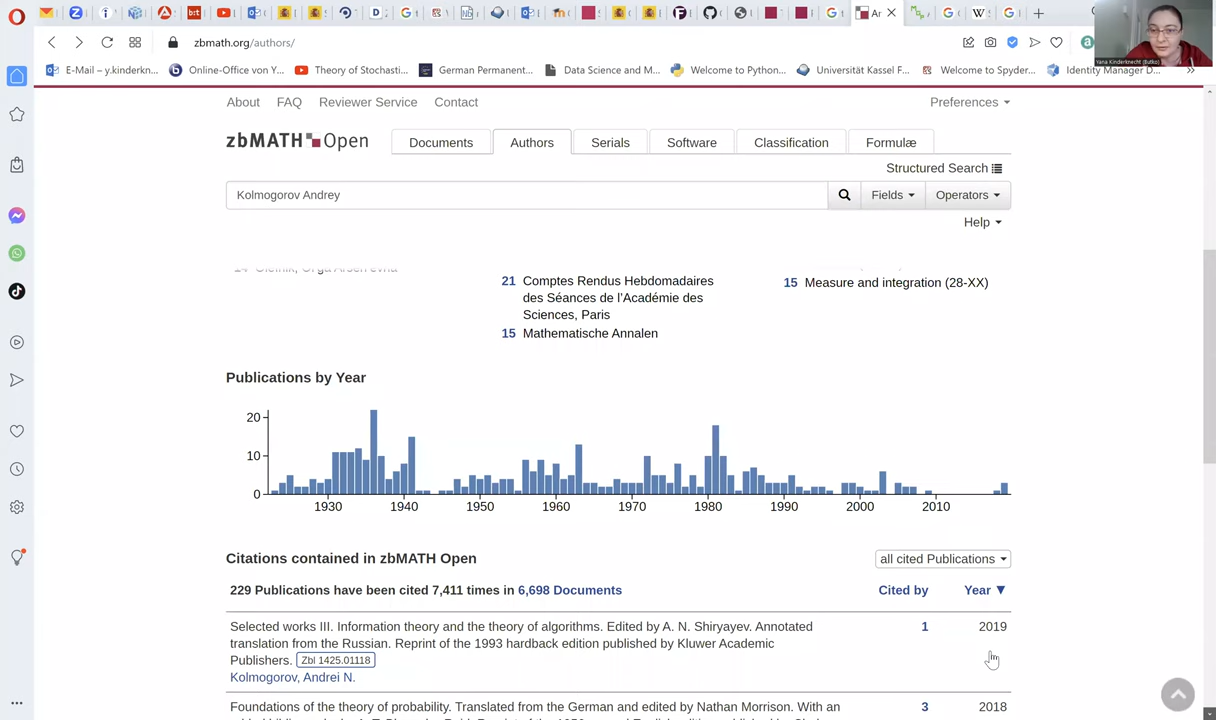 zbmath.org/authors/
E-Mail – y.kinderkn...
Online-Office von Y...
Theory of Stochasti...
German Permanent...
Data Science and M...
Welcome to Python...
Universität Kassel F...
Welcome to Spyder...
Identity Manager D...
Yana Kinderknecht (Butko)
About FAQ Reviewer Service Contact Preferences
zbMATH Open Documents Authors Serials Software Classification Formulæ
Structured Search
Kolmogorov Andrey Fields Operators
Help
21 Comptes Rendus Hebdomadaires
des Séances de l'Académie des
Sciences, Paris
15 Mathematische Annalen
15 Measure and integration (28-XX)
Publications by Year
20
10
0
1930 1940 1950 1960 1970 1980 1990 2000 2010
Citations contained in zbMATH Open all cited Publications
229 Publications have been cited 7,411 times in 6,698 Documents Cited by Year ▼
Selected works III. Information theory and the theory of algorithms. Edited by A. N. Shiryayev. Annotated 1 2019
translation from the Russian. Reprint of the 1993 hardback edition published by Kluwer Academic
Publishers. Zbl 1425.01118
Kolmogorov, Andrei N.
Foundations of the theory of probability. Translated from the German and edited by Nathan Morrison. With an 3 2018